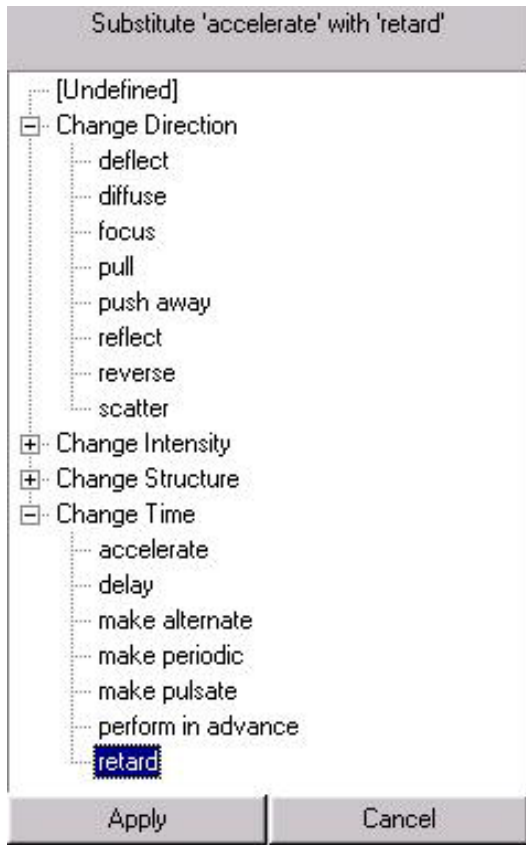 Substitute 'accelerate' with 'retard'
[Undefined]
Change Direction
deflect
diffuse
focus
pull
push away
reflect
reverse
scatter
Change Intensity
Change Structure
Change Time
accelerate
delay
make alternate
make periodic
make pulsate
perform in advance
retard
Apply Cancel